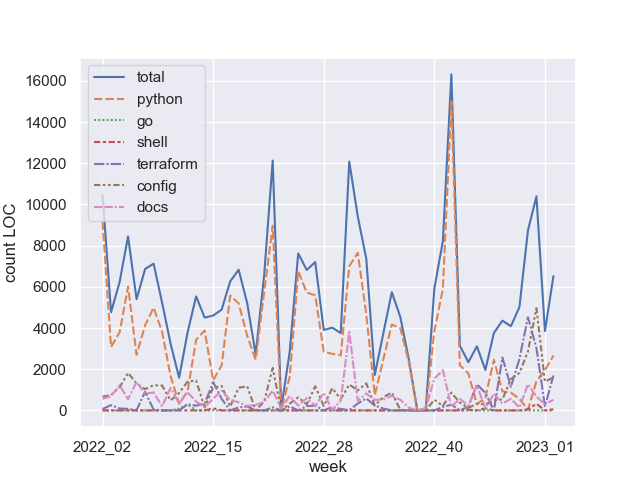 total
python
go
shell
terraform
config
docs
16000
14000
12000
10000
8000
6000
4000
2000
0
count LOC
2022_02 2022_15 2022_28 2022_40 2023_01
week